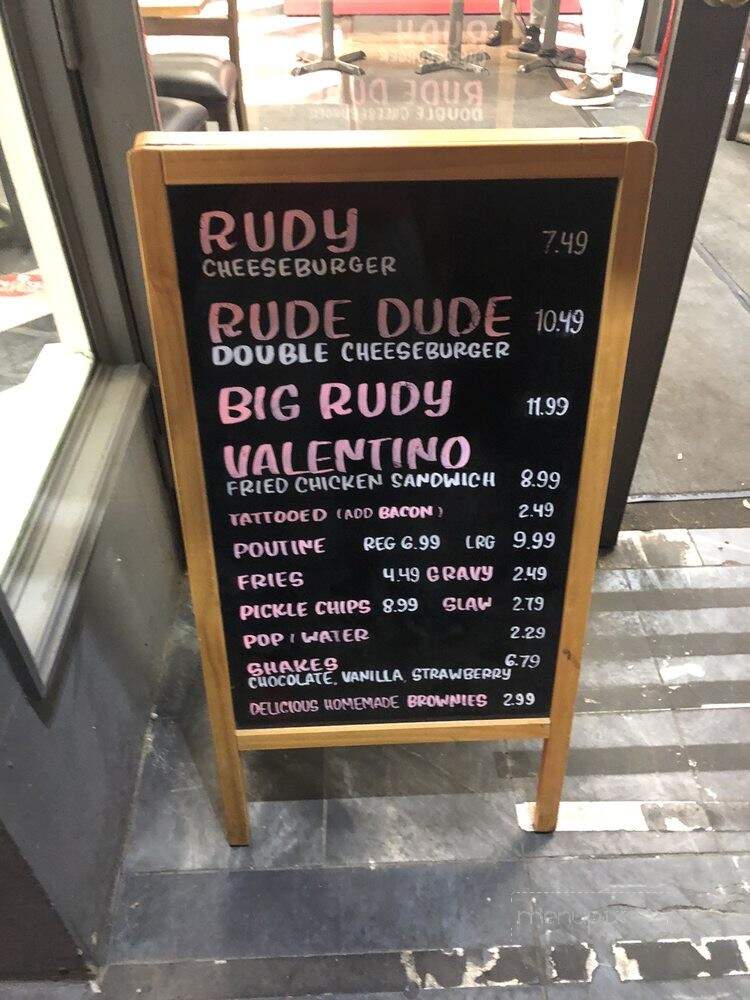 RUDY 7.49
CHEESEBURGER
RUDE DUDE 10.49
DOUBLE CHEESEBURGER
BIG RUDY 11.99
VALENTINO
FRIED CHICKEN SANDWICH 8.99
TATTOOED (ADD BACON) 2.49
POUTINE REG 6.99 LRG 9.99
FRIES 4.49 GRAVY 2.49
PICKLE CHIPS 8.99 SLAW 2.79
POP / WATER 2.29
SHAKES 6.79
CHOCOLATE, VANILLA, STRAWBERRY
DELICIOUS HOMEMADE BROWNIES 2.99
menupix